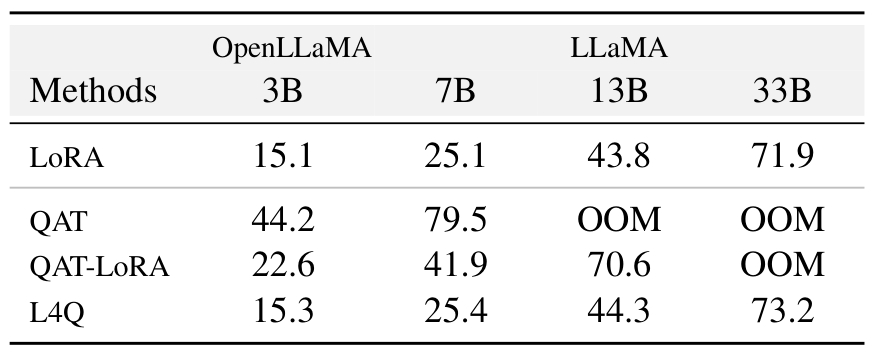 OpenLLaMA LLaMA
Methods 3B 7B 13B 33B
LoRA 15.1 25.1 43.8 71.9
QAT 44.2 79.5 OOM OOM
QAT-LoRA 22.6 41.9 70.6 OOM
L4Q 15.3 25.4 44.3 73.2